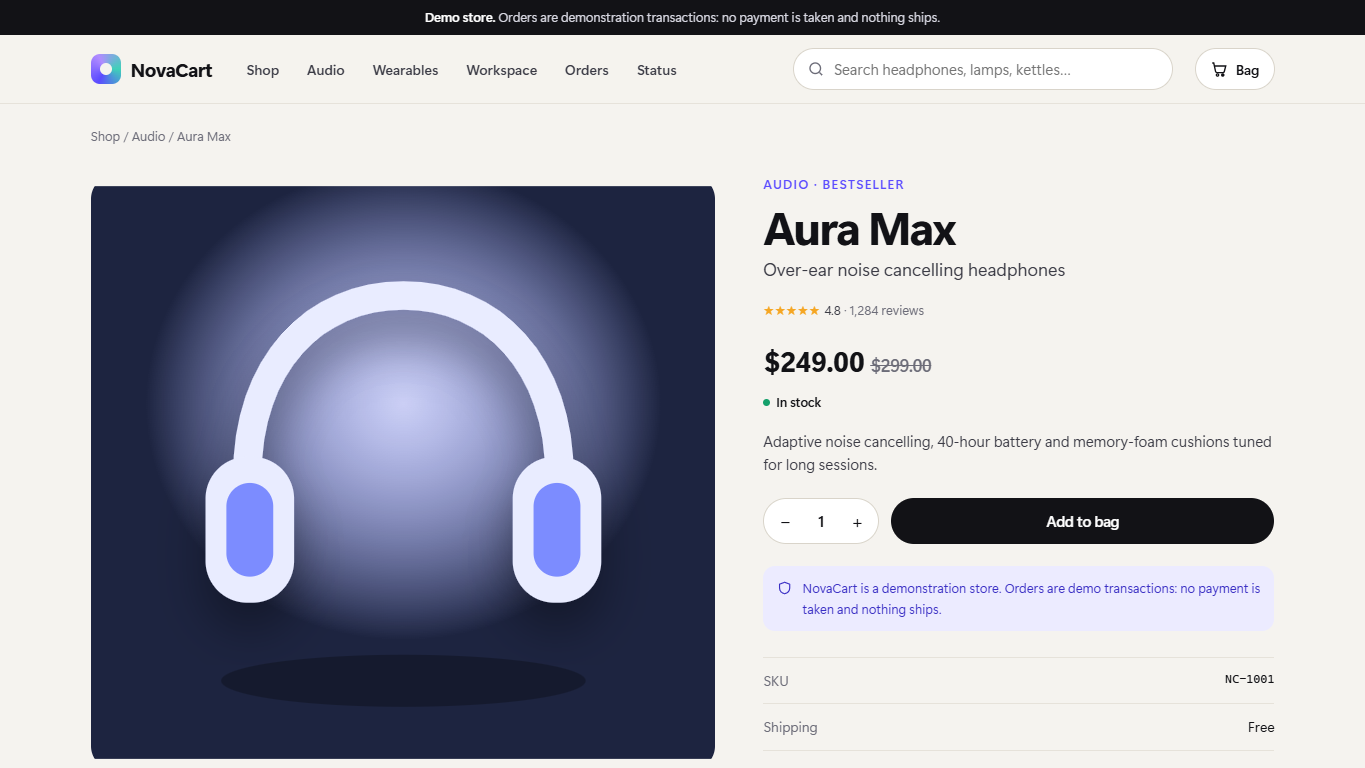 Demo store. Orders are demonstration transactions: no payment is taken and nothing ships.
NovaCart
Shop
Audio
Wearables
Workspace
Orders
Status
Search headphones, lamps, kettles...
Bag
Shop / Audio / Aura Max
AUDIO · BESTSELLER
Aura Max
Over-ear noise cancelling headphones
★★★★★ 4.8 · 1,284 reviews
$249.00 $299.00
In stock
Adaptive noise cancelling, 40-hour battery and memory-foam cushions tuned
for long sessions.
− 1 +
Add to bag
NovaCart is a demonstration store. Orders are demo transactions: no payment is
taken and nothing ships.
SKU
NC-1001
Shipping
Free